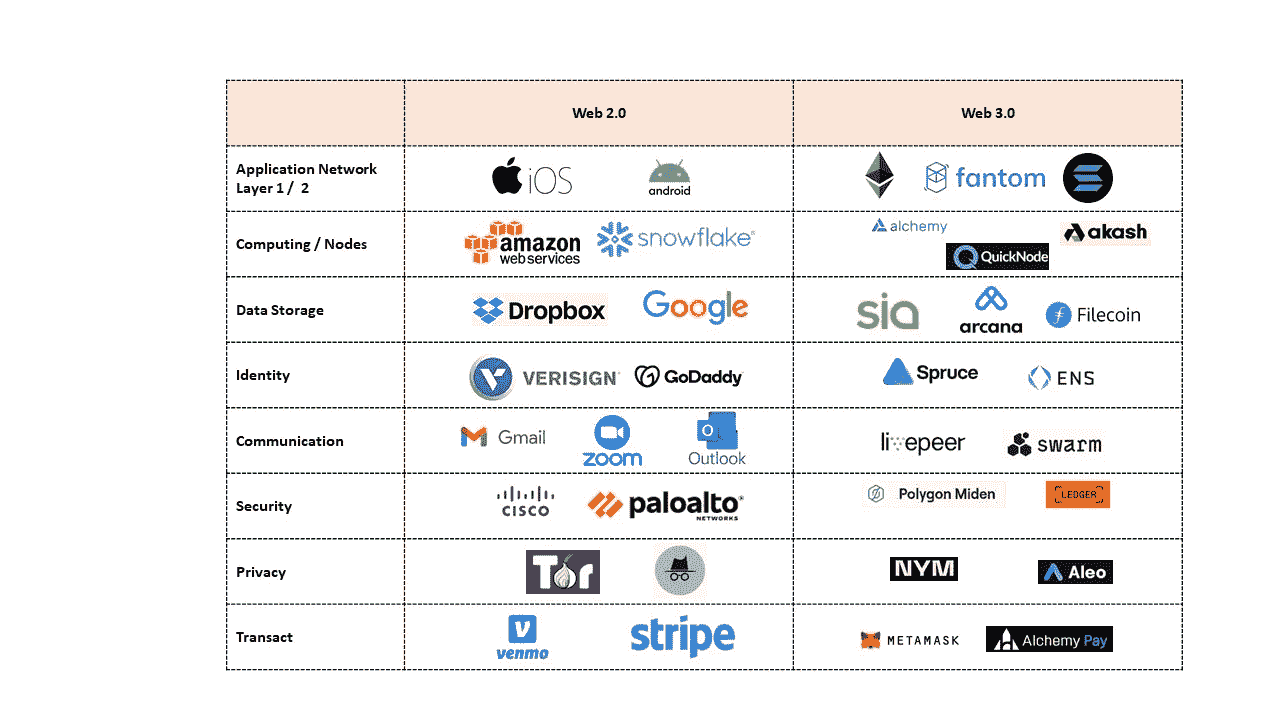 Web 2.0
Web 3.0
Application Network
Layer 1 / 2
iOS
android
fantom
Computing / Nodes
amazon
webservices
snowflake®
alchemy
akash
QuickNode
Data Storage
Dropbox
Google
sia
arcana
Filecoin
Identity
VERISIGN
GoDaddy
Spruce
ENS
Communication
Gmail
zoom
Outlook
livepeer
swarm
Security
CISCO
paloalto®
NETWORKS
Polygon Miden
LEDGER
Privacy
Tor
NYM
Aleo
Transact
venmo
stripe
METAMASK
Alchemy Pay